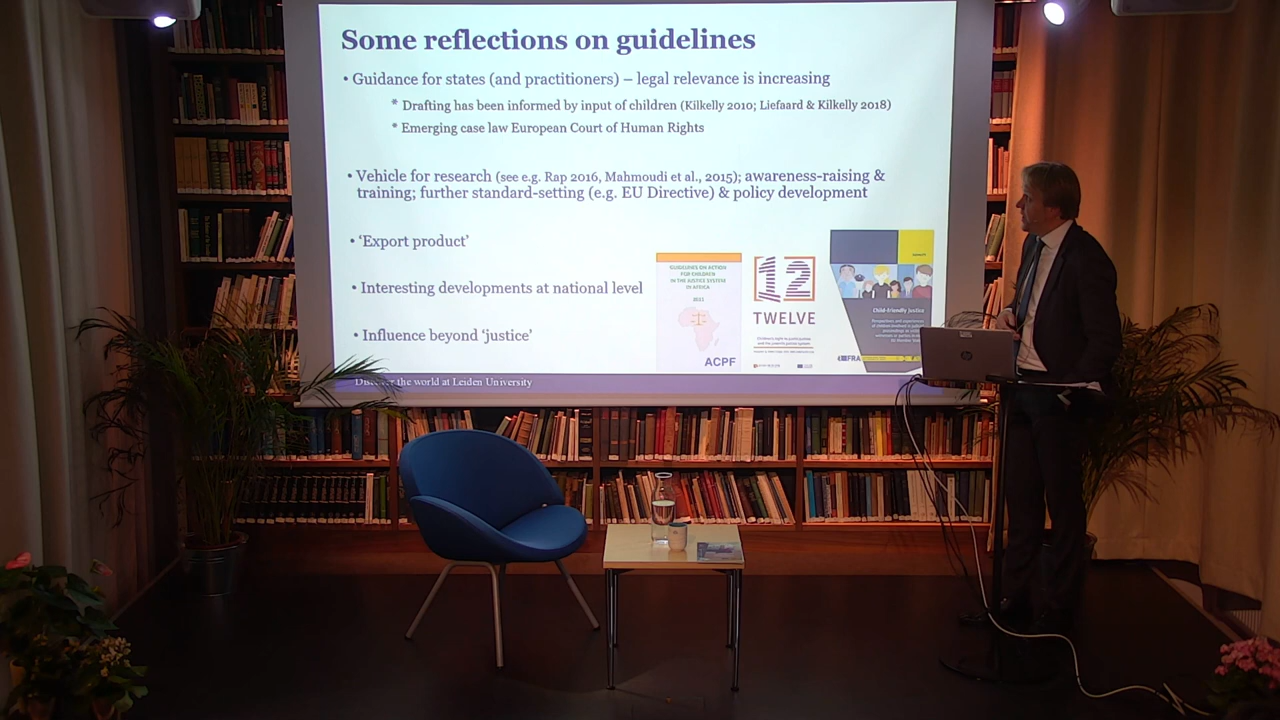 Some reflections on guidelines
• Guidance for states (and practitioners) – legal relevance is increasing
* Drafting has been informed by input of children (Kilkelly 2010; Liefaard & Kilkelly 2018)
* Emerging case law European Court of Human Rights
• Vehicle for research (see e.g. Rap 2016, Mahmoudi et al., 2015); awareness-raising &
training; further standard-setting (e.g. EU Directive) & policy development
• ‘Export product’
• Interesting developments at national level
• Influence beyond ‘justice’
GUIDELINES ON ACTION
FOR CHILDREN
IN THE JUSTICE SYSTEM
IN AFRICA
ACPF
12
TWELVE
Child-friendly justice
FRA
Discover the world at Leiden University
hp